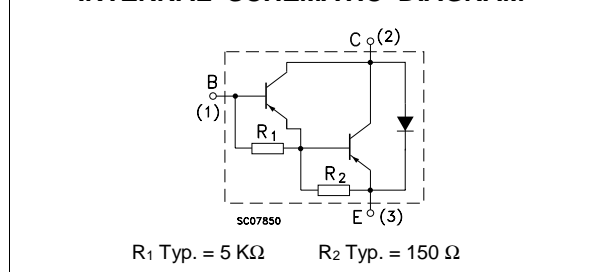 INTERNAL SCHEMATIC DIAGRAM
C (2)
B
(1)
R1
R2
SC07850
E (3)
R1 Typ. = 5 KΩ R2 Typ. = 150 Ω